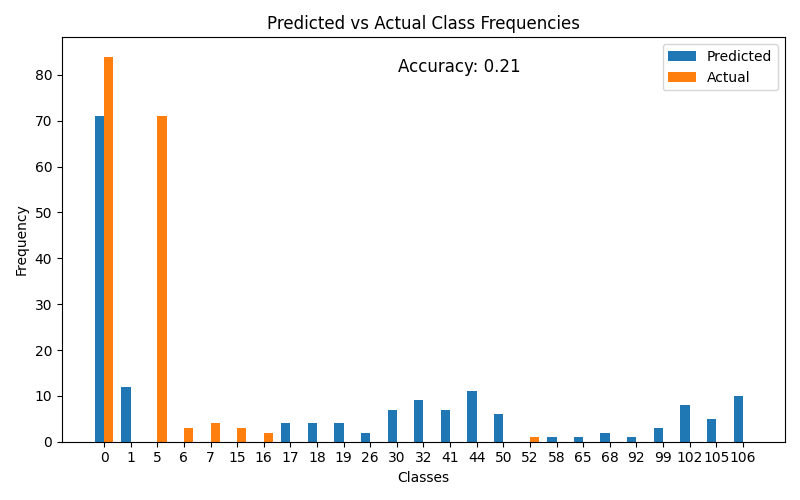 Predicted vs Actual Class Frequencies
Accuracy: 0.21
Predicted
Actual
Frequency
80
70
60
50
40
30
20
10
0
0 1 5 6 7 15 16 17 18 19 26 30 32 41 44 50 52 58 65 68 92 99 102 105 106
Classes